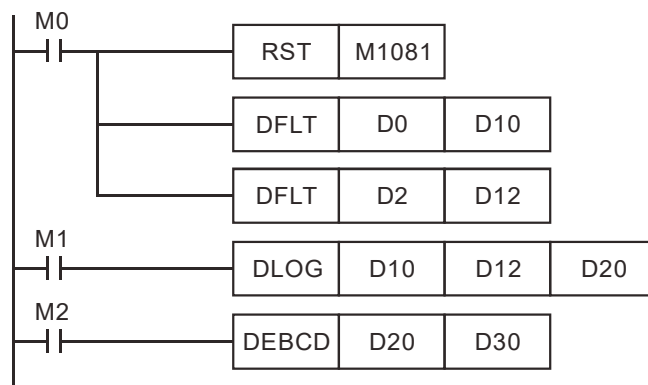 M0
RST M1081
DFLT D0 D10
DFLT D2 D12
M1
DLOG D10 D12 D20
M2
DEBCD D20 D30